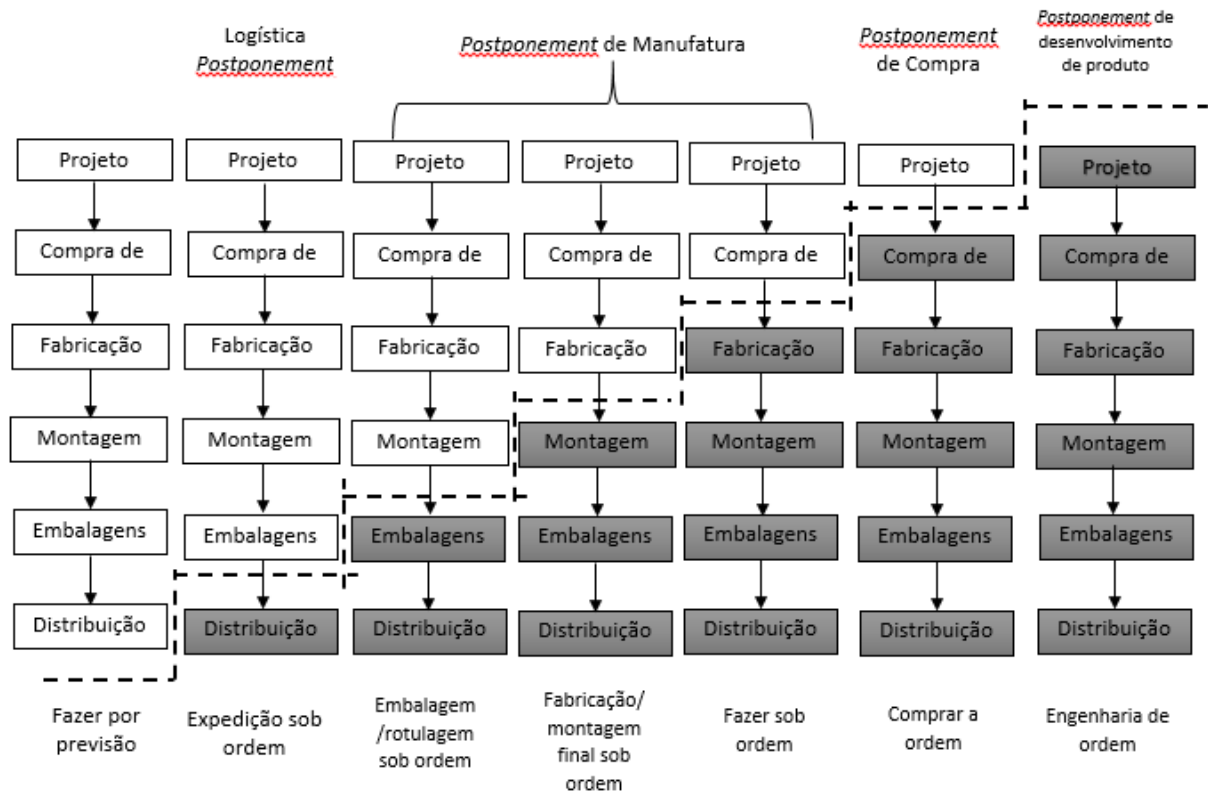 Logística
Postponement
Postponement de Manufatura
Postponement
de Compra
Postponement de
desenvolvimento
de produto
Projeto
Projeto
Projeto
Projeto
Projeto
Projeto
Projeto
Compra de
Compra de
Compra de
Compra de
Compra de
Compra de
Compra de
Fabricação
Fabricação
Fabricação
Fabricação
Fabricação
Fabricação
Fabricação
Montagem
Montagem
Montagem
Montagem
Montagem
Montagem
Montagem
Embalagens
Embalagens
Embalagens
Embalagens
Embalagens
Embalagens
Embalagens
Distribuição
Distribuição
Distribuição
Distribuição
Distribuição
Distribuição
Distribuição
Fazer por
previsão
Expedição sob
ordem
Embalagem
/rotulagem
sob ordem
Fabricação/
montagem
final sob
ordem
Fazer sob
ordem
Comprar a
ordem
Engenharia de
ordem